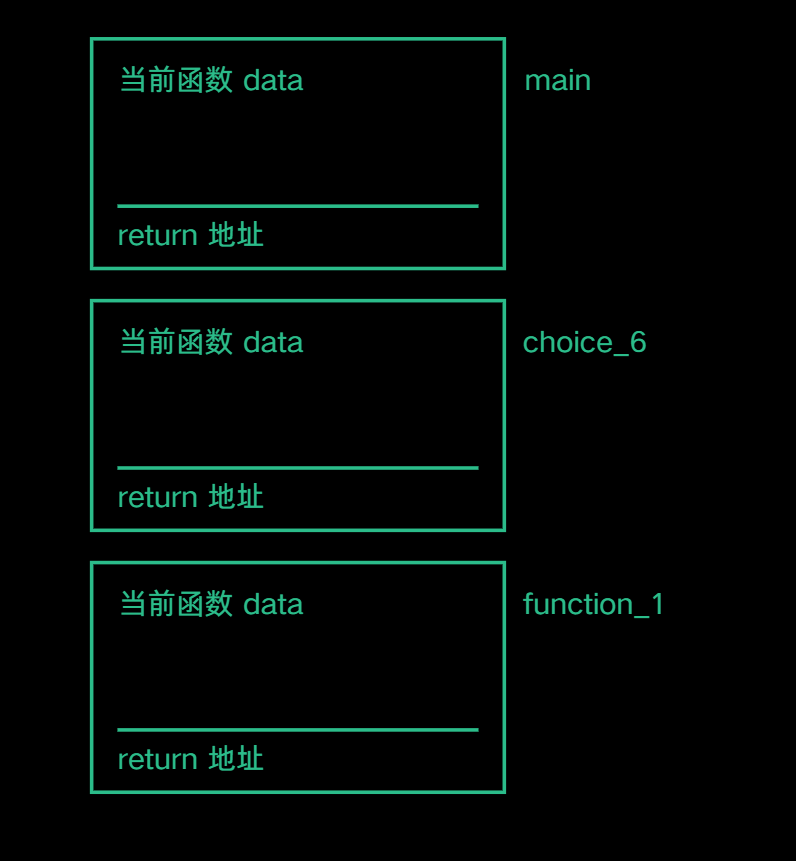 当前函数 data
main
return 地址
当前函数 data
choice_6
return 地址
当前函数 data
function_1
return 地址